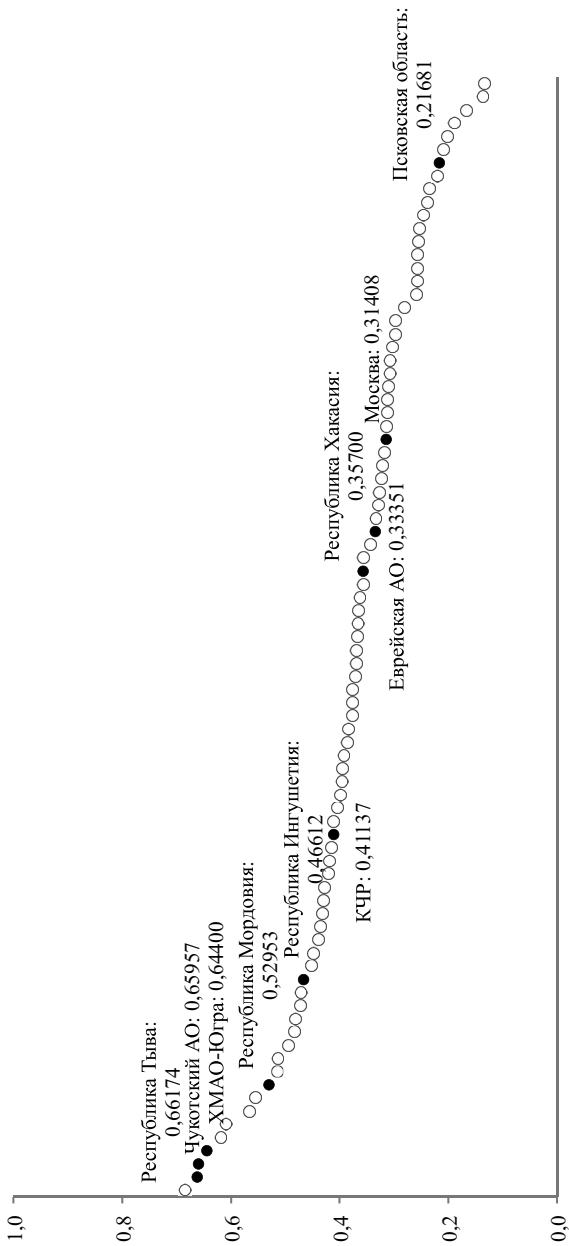 1,0
0,8
0,6
0,4
0,2
0,0
Республика Тыва:
0,66174
Чукотский АО: 0,65957
ХМАО-Югра: 0,64400
Республика Мордовия:
0,52953
Республика Ингушетия:
0,46612
КЧР: 0,41137
Республика Хакасия:
0,35700
Еврейская АО: 0,33351
Москва: 0,31408
Псковская область:
0,21681